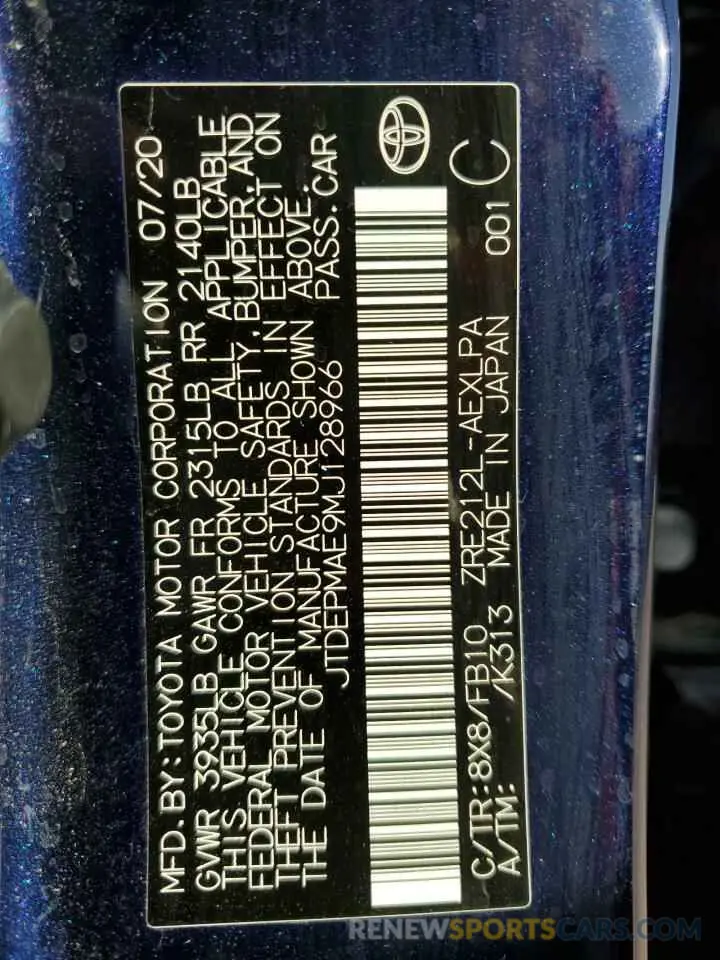 MFD. BY: TOYOTA MOTOR CORPORATION 07/20
GVWR 3935LB GAWR FR 2315LB RR 2140LB
THIS VEHICLE CONFORMS TO ALL APPLICABLE
FEDERAL MOTOR VEHICLE SAFETY, BUMPER, AND
THEFT PREVENTION STANDARDS IN EFFECT ON
THE DATE OF MANUFACTURE SHOWN ABOVE.
JTDEPMAE9MJ128966 PASS. CAR
C/TR: 8X8/FB10 ZRE212L-AEXLPA 001 C
A/TM: /K313 MADE IN JAPAN
RENEWSPORTSCARS.COM